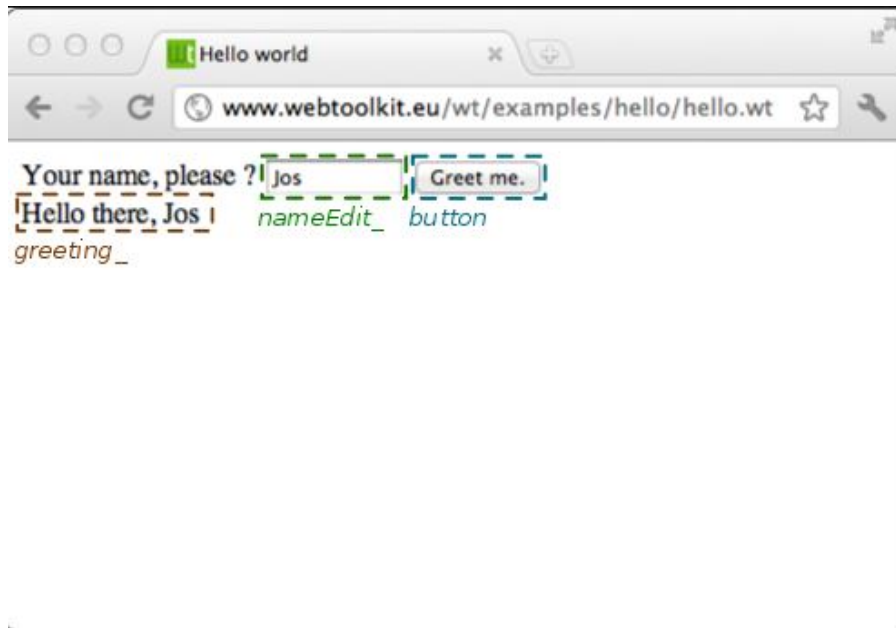 Wt Hello world
www.webtoolkit.eu/wt/examples/hello/hello.wt
Your name, please ? Jos Greet me.
Hello there, Jos nameEdit_ button
greeting_